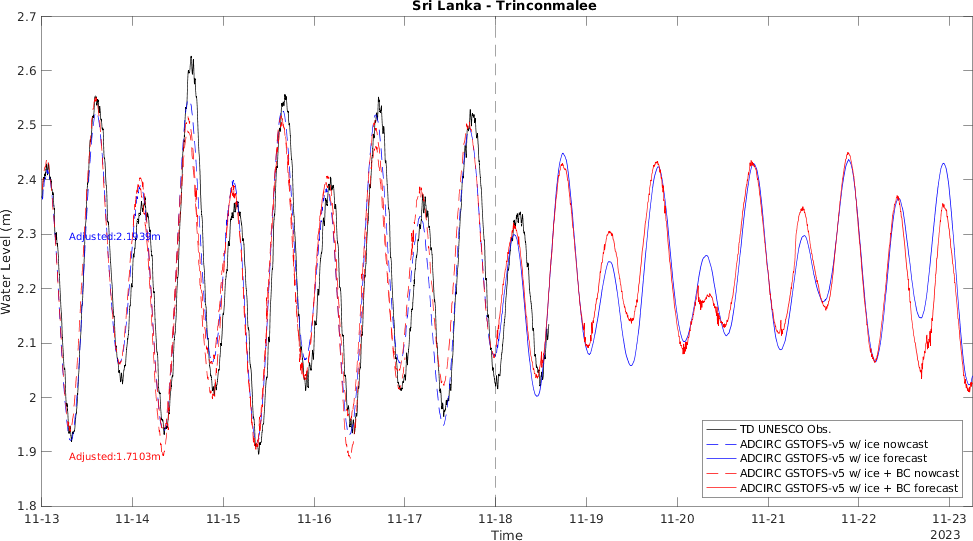 Sri Lanka - Trinconmalee
2.7
2.6
2.5
2.4
2.3
2.2
2.1
2
1.9
1.8
Water Level (m)
Adjusted:2.1939m
Adjusted:1.7103m
TD UNESCO Obs.
ADCIRC GSTOFS-v5 w/ ice nowcast
ADCIRC GSTOFS-v5 w/ ice forecast
ADCIRC GSTOFS-v5 w/ ice + BC nowcast
ADCIRC GSTOFS-v5 w/ ice + BC forecast
11-13 11-14 11-15 11-16 11-17 11-18 11-19 11-20 11-21 11-22 11-23
2023
Time